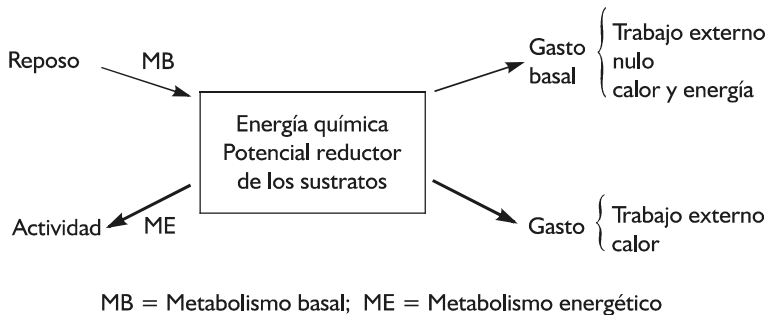 Reposo
MB
Energía química
Potencial reductor
de los sustratos
Gasto
basal
Trabajo externo
nulo
calor y energía
Actividad
ME
Gasto
Trabajo externo
calor
MB = Metabolismo basal; ME = Metabolismo energético